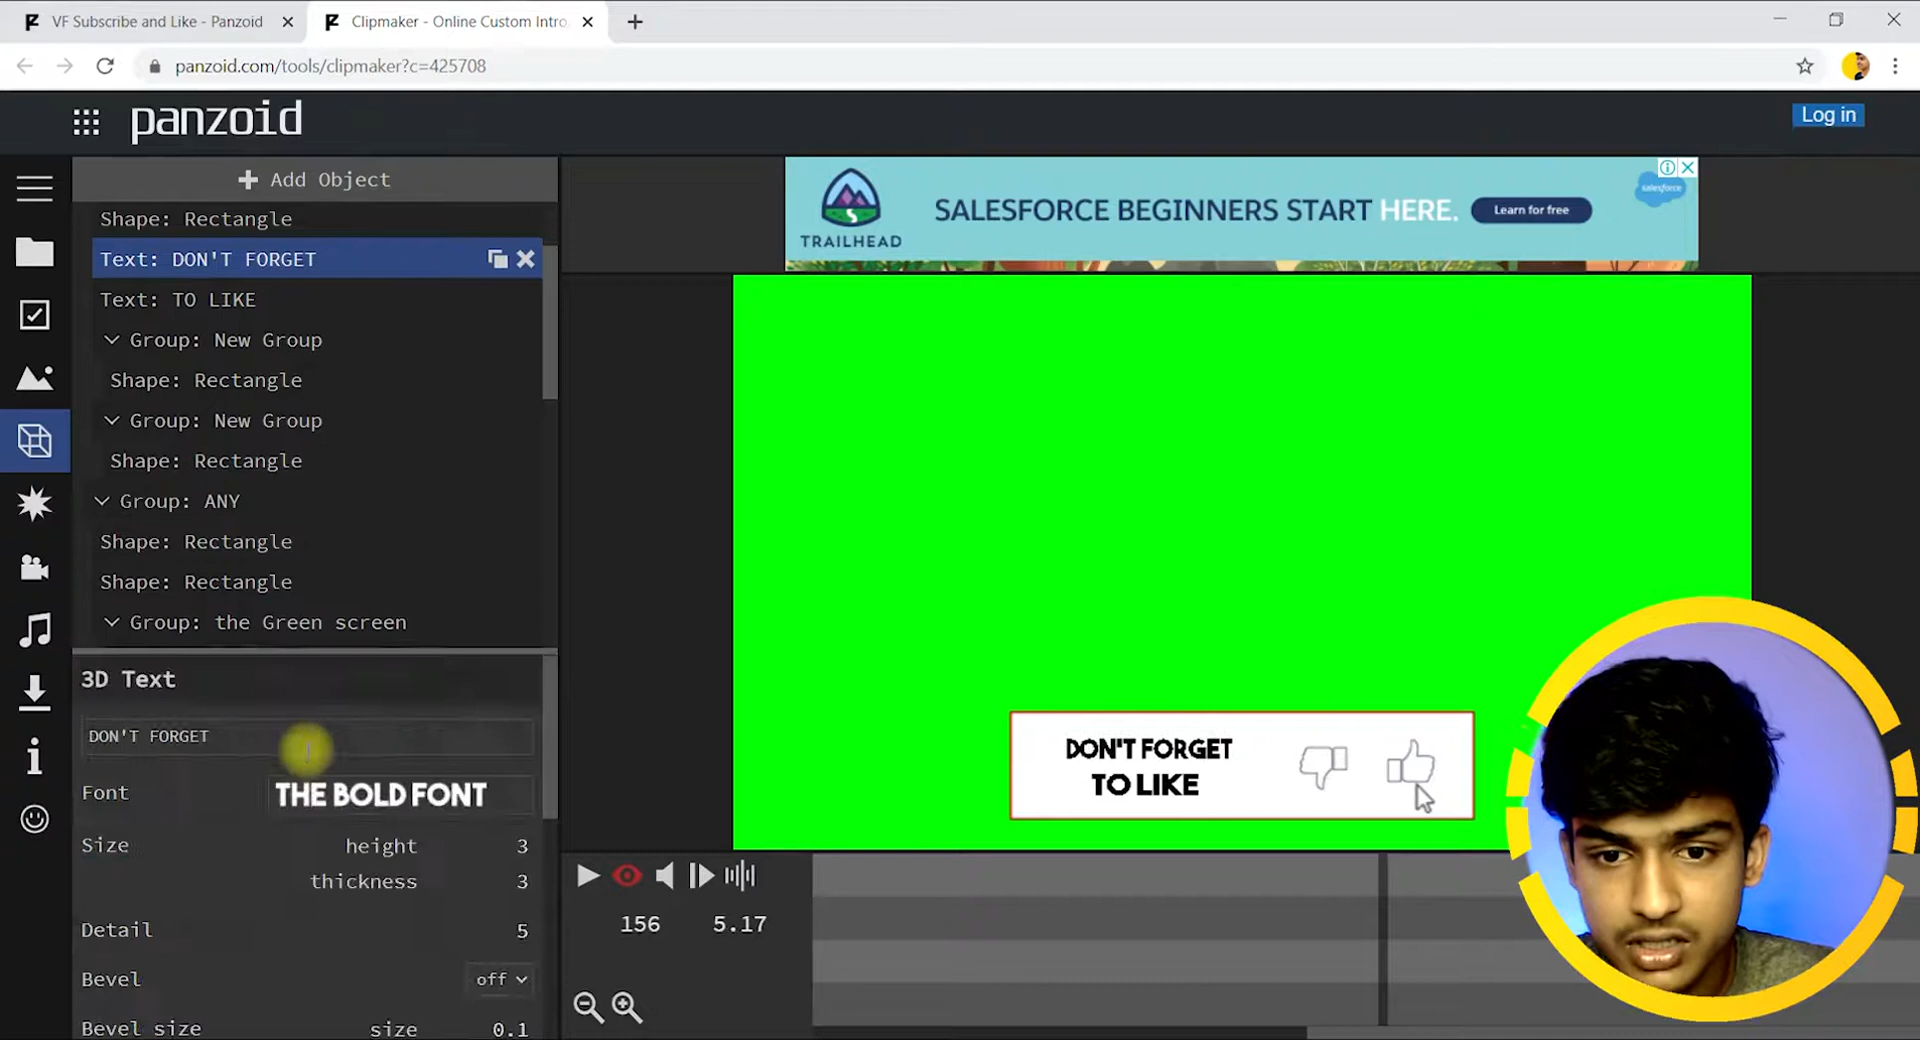 VF Subscribe and Like - Panzoid
Clipmaker - Online Custom Intro
panzoid.com/tools/clipmaker?c=425708
panzoid
Log in
Add Object
Shape: Rectangle
Text: DON'T FORGET
Text: TO LIKE
Group: New Group
Shape: Rectangle
Group: New Group
Shape: Rectangle
Group: ANY
Shape: Rectangle
Shape: Rectangle
Group: the Green screen
3D Text
DON'T FORGET
Font THE BOLD FONT
Size height 3
thickness 3
Detail 5
Bevel off
Bevel size size 0.1
TRAILHEAD
SALESFORCE BEGINNERS START HERE.
Learn for free
salesforce
DON'T FORGET
TO LIKE
156 5.17